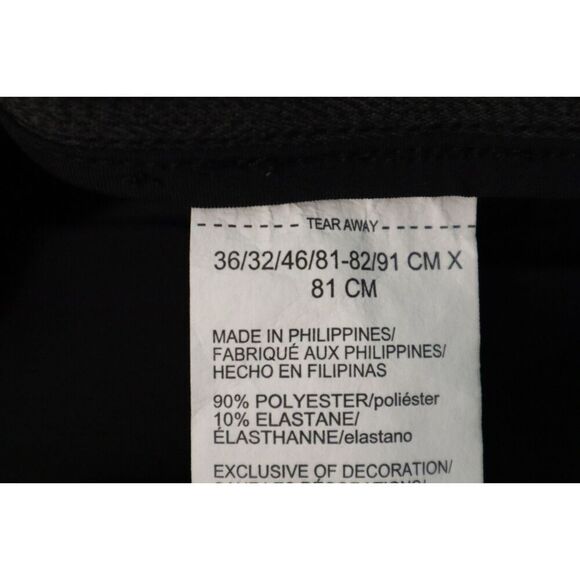 TEAR AWAY
36/32/46/81-82/91 CM X
81 CM
MADE IN PHILIPPINES/
FABRIQUÉ AUX PHILIPPINES/
HECHO EN FILIPINAS
90% POLYESTER/poliéster
10% ELASTANE/
ÉLASTHANNE/elastano
EXCLUSIVE OF DECORATION/